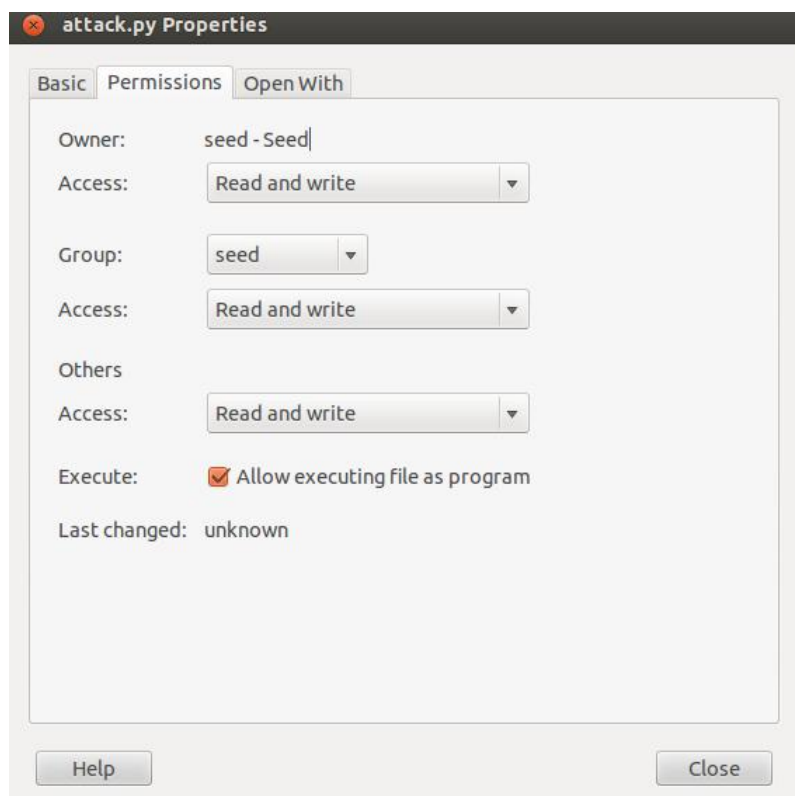 attack.py Properties
Basic Permissions Open With
Owner: seed - Seed
Access: Read and write
Group: seed
Access: Read and write
Others
Access: Read and write
Execute: Allow executing file as program
Last changed: unknown
Help Close